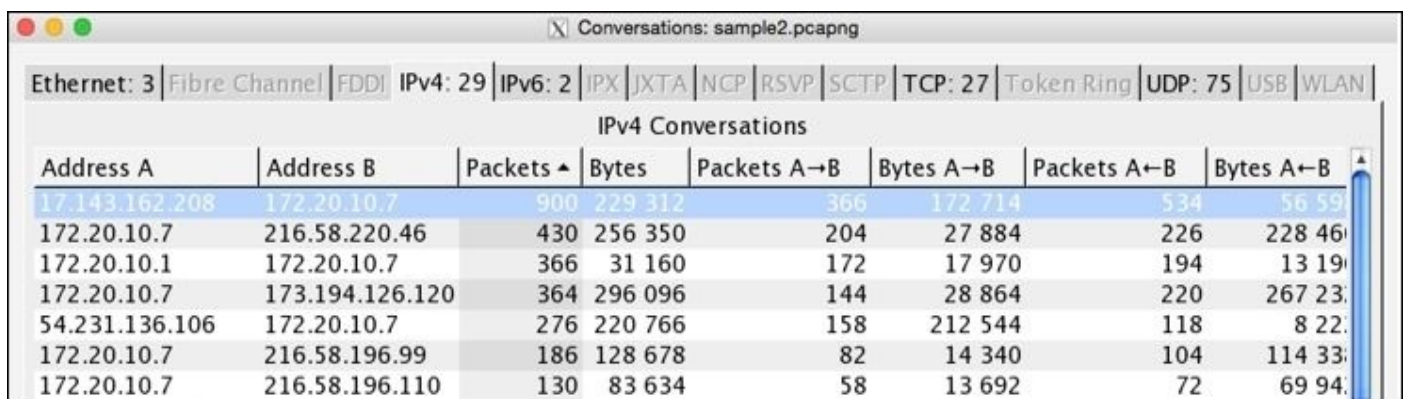 Conversations: sample2.pcapng
Ethernet: 3 Fibre Channel FDDI IPv4: 29 IPv6: 2 IPX JXTA NCP RSVP SCTP TCP: 27 Token Ring UDP: 75 USB WLAN
IPv4 Conversations
Address A Address B Packets Bytes Packets A→B Bytes A→B Packets A←B Bytes A←B
17.143.162.208 172.20.10.7 900 229 312 366 172 714 534 56
172.20.10.7 216.58.220.46 430 256 350 204 27 884 226 228
172.20.10.1 172.20.10.7 366 31 160 172 17 970 194 13
172.20.10.7 173.194.126.120 364 296 096 144 28 864 220 267
54.231.136.106 172.20.10.7 276 220 766 158 212 544 118 8
172.20.10.7 216.58.196.99 186 128 678 82 14 340 104 114
172.20.10.7 216.58.196.110 130 83 634 58 13 692 72 69